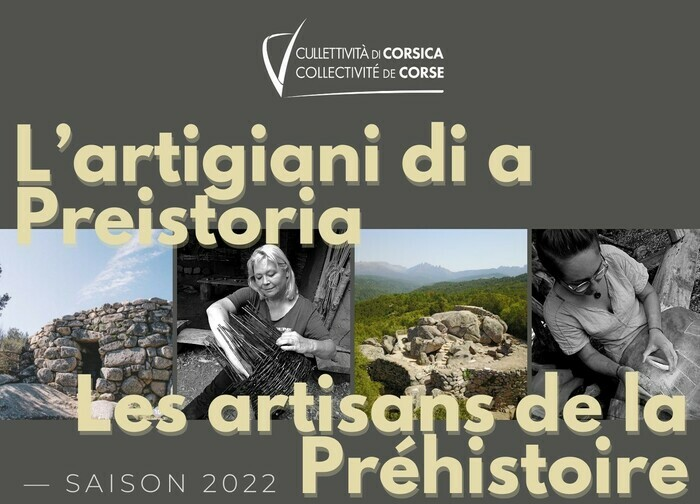 CULLETTIVITÀ DI CORSICA
COLLECTIVITÉ DE CORSE
L'artigiani di a
Preistoria
Les artisans de la
Préhistoire
— SAISON 2022